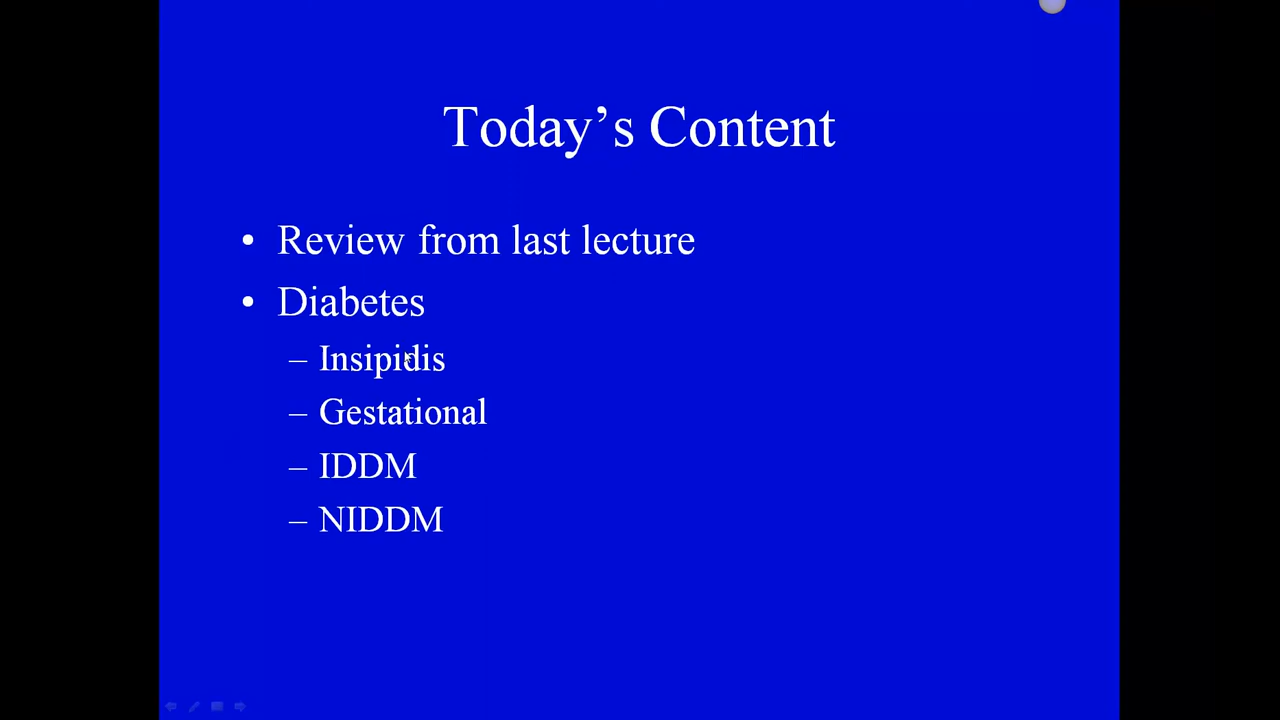 Today’s Content
• Review from last lecture
• Diabetes
– Insipidis
– Gestational
– IDDM
– NIDDM